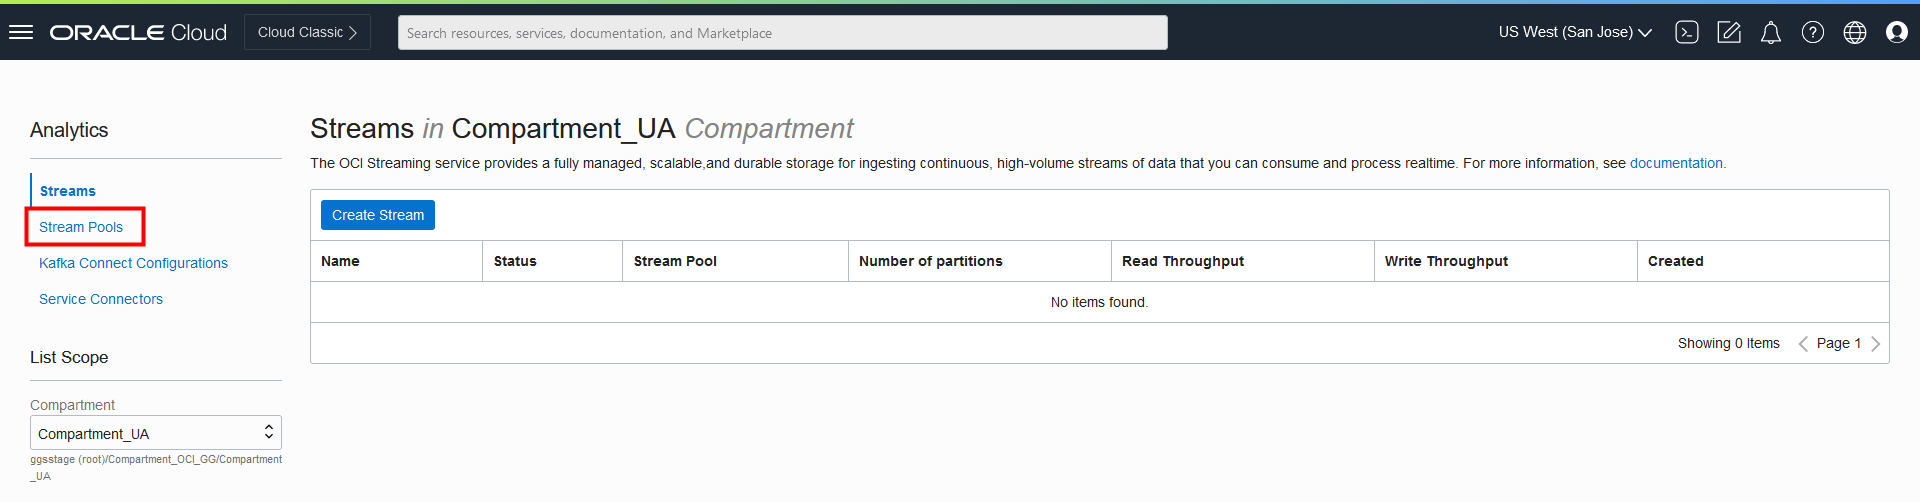 ORACLE Cloud
Cloud Classic
Search resources, services, documentation, and Marketplace
US West (San Jose)
Analytics
Streams
Stream Pools
Kafka Connect Configurations
Service Connectors
List Scope
Compartment
Compartment_UA
ggsstage (root)/Compartment_OCI_GG/Compartment
_UA
Streams in Compartment_UA Compartment
The OCI Streaming service provides a fully managed, scalable,and durable storage for ingesting continuous, high-volume streams of data that you can consume and process realtime. For more information, see documentation.
Create Stream
Name Status Stream Pool Number of partitions Read Throughput Write Throughput Created
No items found.
Showing 0 Items Page 1